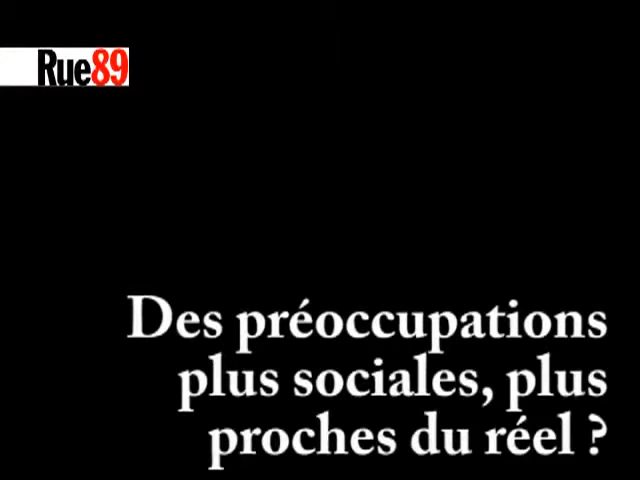 Rue89
Des préoccupations
plus sociales, plus
proches du réel ?